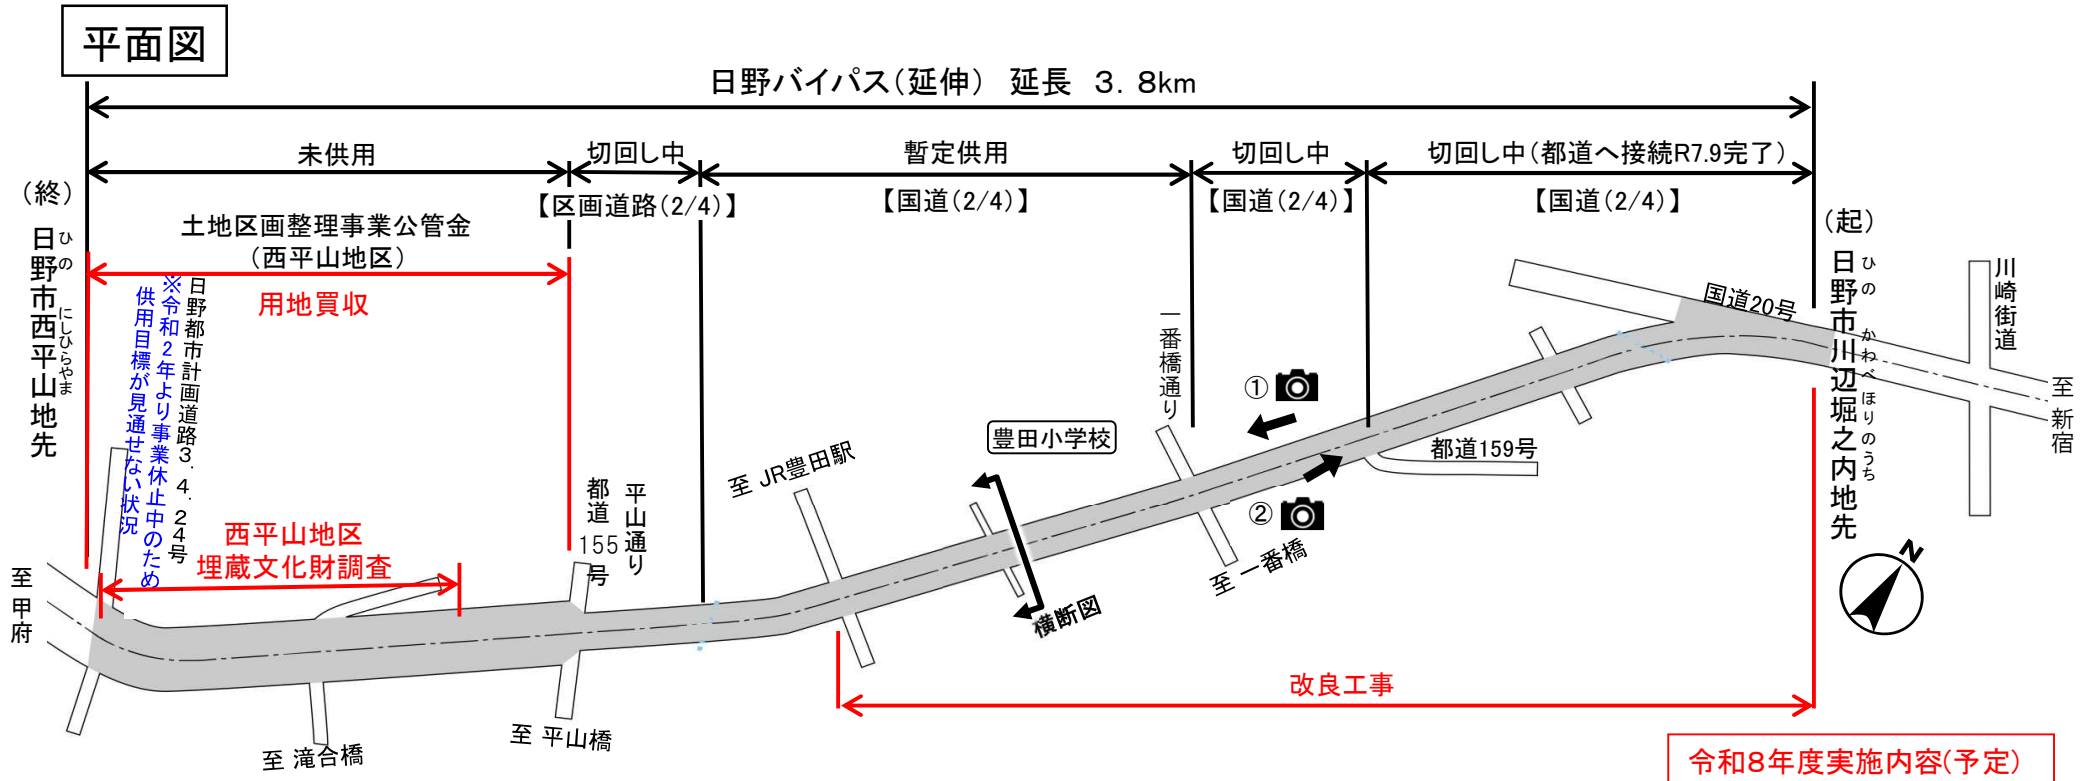 平面図
日野バイパス(延伸) 延長 3.8km
未供用
切回し中
暫定供用
切回し中
切回し中(都道へ接続R7.9完了)
【区画道路(2/4)】
【国道(2/4)】
【国道(2/4)】
【国道(2/4)】
(終)
日野市西平山地先
ひの
にしひらやま
土地区画整理事業公管金
(西平山地区)
用地買収
日野都市計画道路3.4.24号
※令和2年より事業休止中のため
供用目標が見通せない状況
西平山地区
埋蔵文化財調査
至 甲府
至 滝合橋
至 平山橋
平山通り
都道155号
至 JR豊田駅
豊田小学校
横断図
一番橋通り
①
②
至 一番橋
都道159号
国道20号
(起)
日野市川辺堀之内地先
ひの
かわべ
ほりのうち
川崎街道
至 新宿
N
改良工事
令和8年度実施内容(予定)